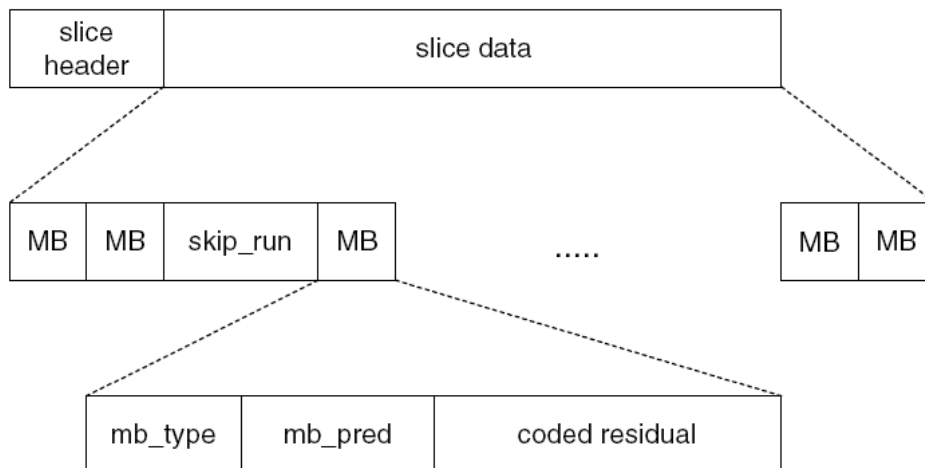 slice
header
slice data
MB MB skip_run MB ..... MB MB
mb_type mb_pred coded residual